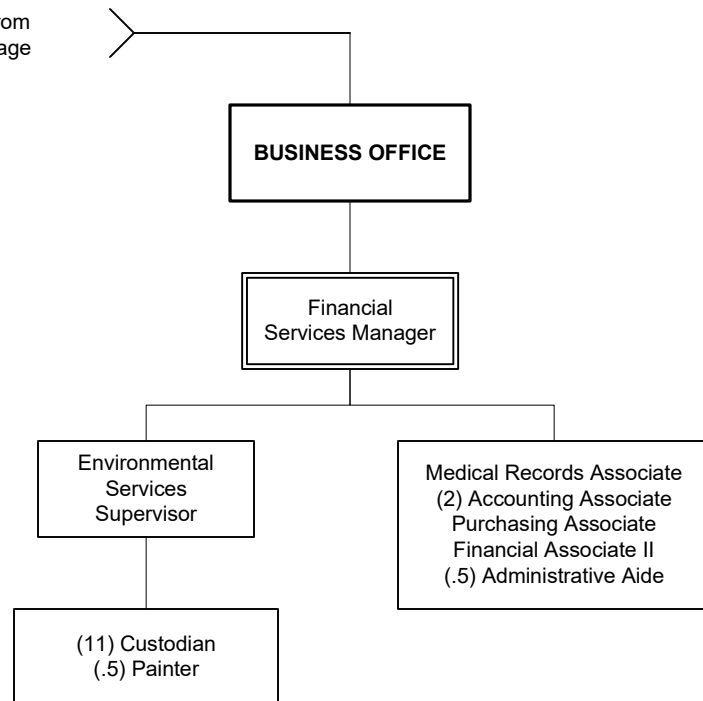 age
BUSINESS OFFICE
Financial
Services Manager
Environmental
Services
Supervisor
Medical Records Associate
(2) Accounting Associate
Purchasing Associate
Financial Associate II
(.5) Administrative Aide
(11) Custodian
(.5) Painter